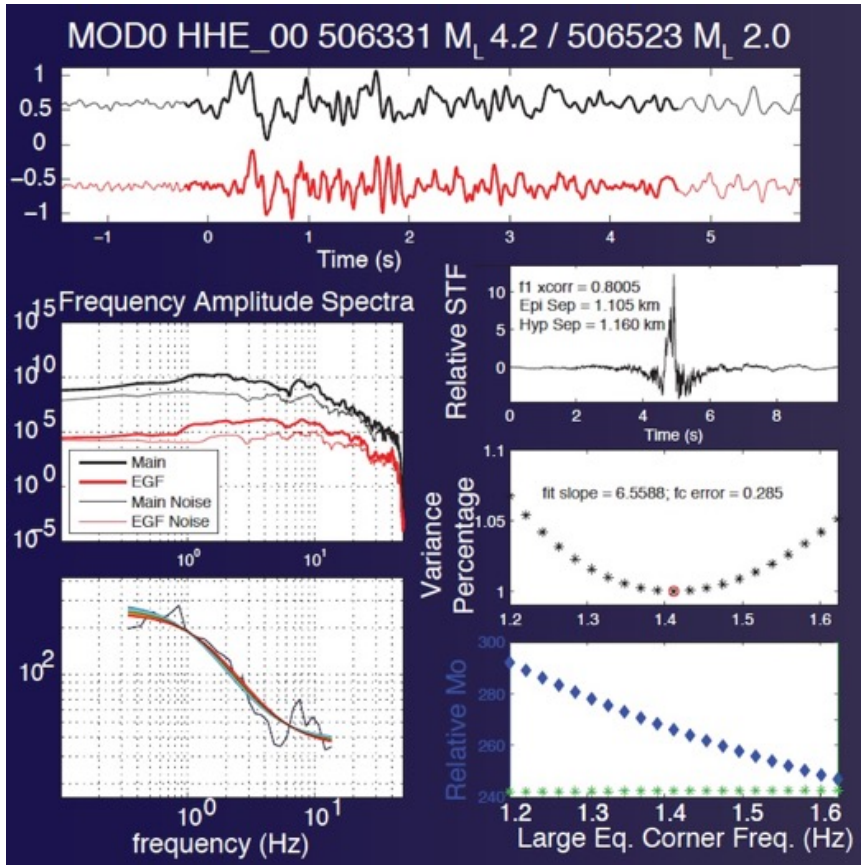 MOD0 HHE_00 506331 M_L 4.2 / 506523 M_L 2.0
1
0.5
0
−0.5
−1
−1 0 1 2 3 4 5
Time (s)
Frequency Amplitude Spectra
10^15
10^10
10^5
10^0
10^−5
Main
EGF
Main Noise
EGF Noise
10^0 10^1
Relative STF
10
5
0
f1 xcorr = 0.8005
Epi Sep = 1.105 km
Hyp Sep = 1.160 km
0 2 4 6 8
Time (s)
Variance
Percentage
1.1
1.05
1
fit slope = 6.5588; fc error = 0.285
1.2 1.3 1.4 1.5 1.6
10^2
10^0 10^1
frequency (Hz)
Relative Mo
300
280
260
240
1.2 1.3 1.4 1.5 1.6
Large Eq. Corner Freq. (Hz)